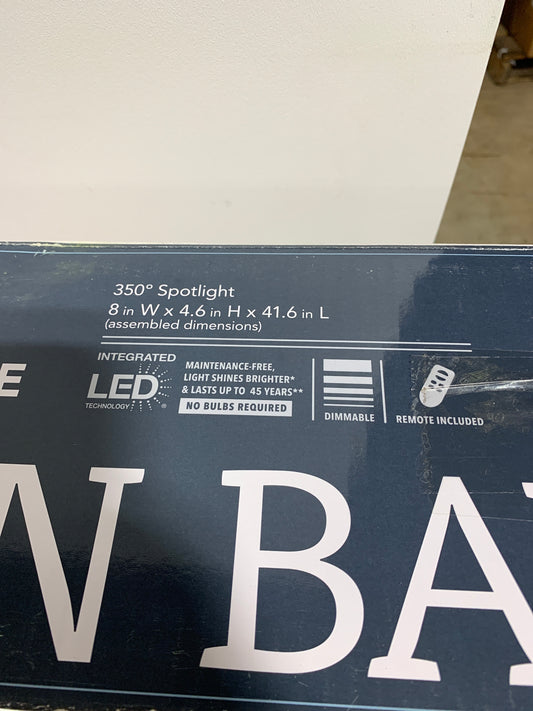 350° Spotlight
8 in W x 4.6 in H x 41.6 in L
(assembled dimensions)
E
INTEGRATED
LED
TECHNOLOGY
®
MAINTENANCE-FREE,
LIGHT SHINES BRIGHTER*
& LASTS UP TO 45 YEARS**
NO BULBS REQUIRED
DIMMABLE
REMOTE INCLUDED
N BA